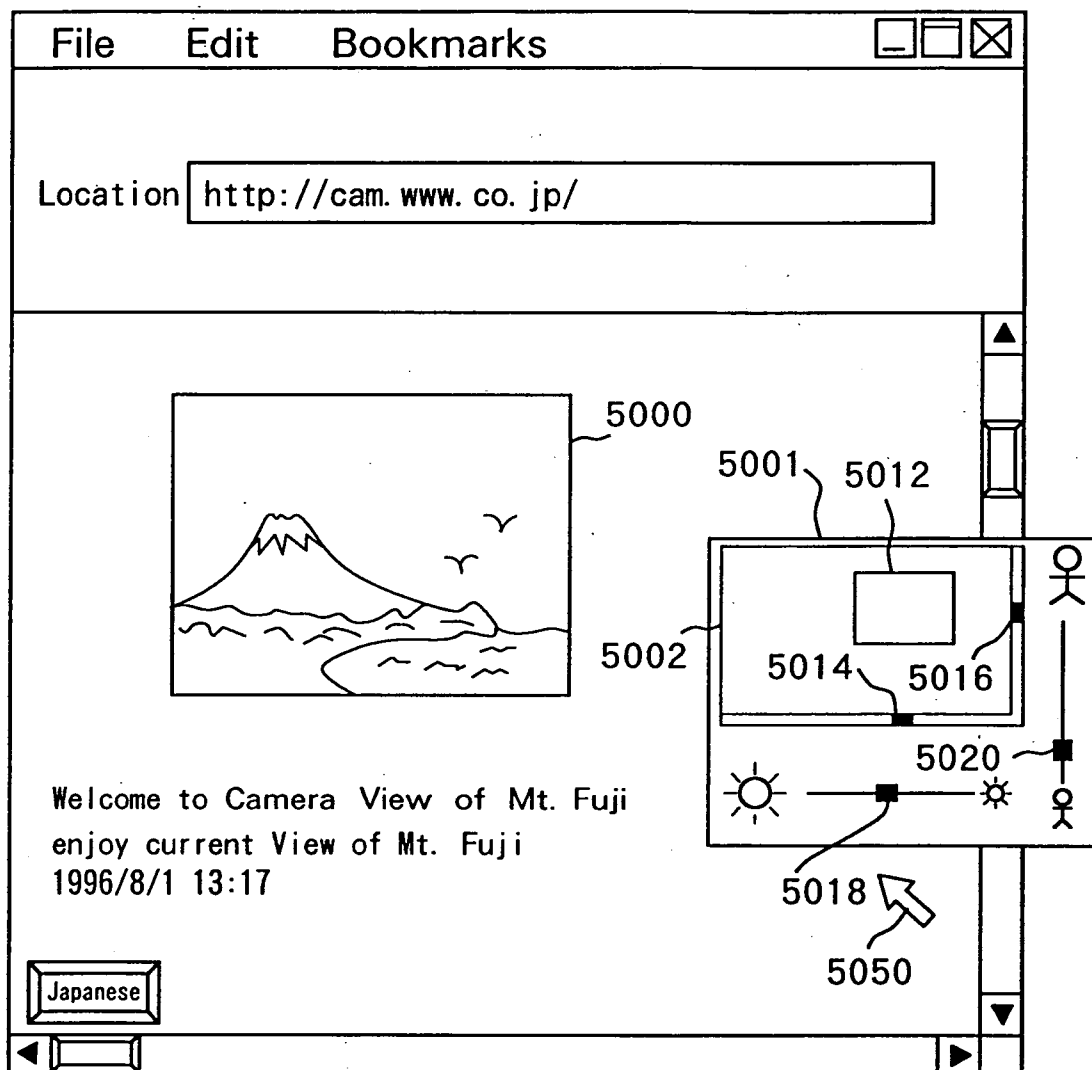 File Edit Bookmarks
Location http://cam.www.co.jp/
5000
5001 5012
5002 5014 5016
5020
Welcome to Camera View of Mt. Fuji
enjoy current View of Mt. Fuji
1996/8/1 13:17
5018
5050
Japanese